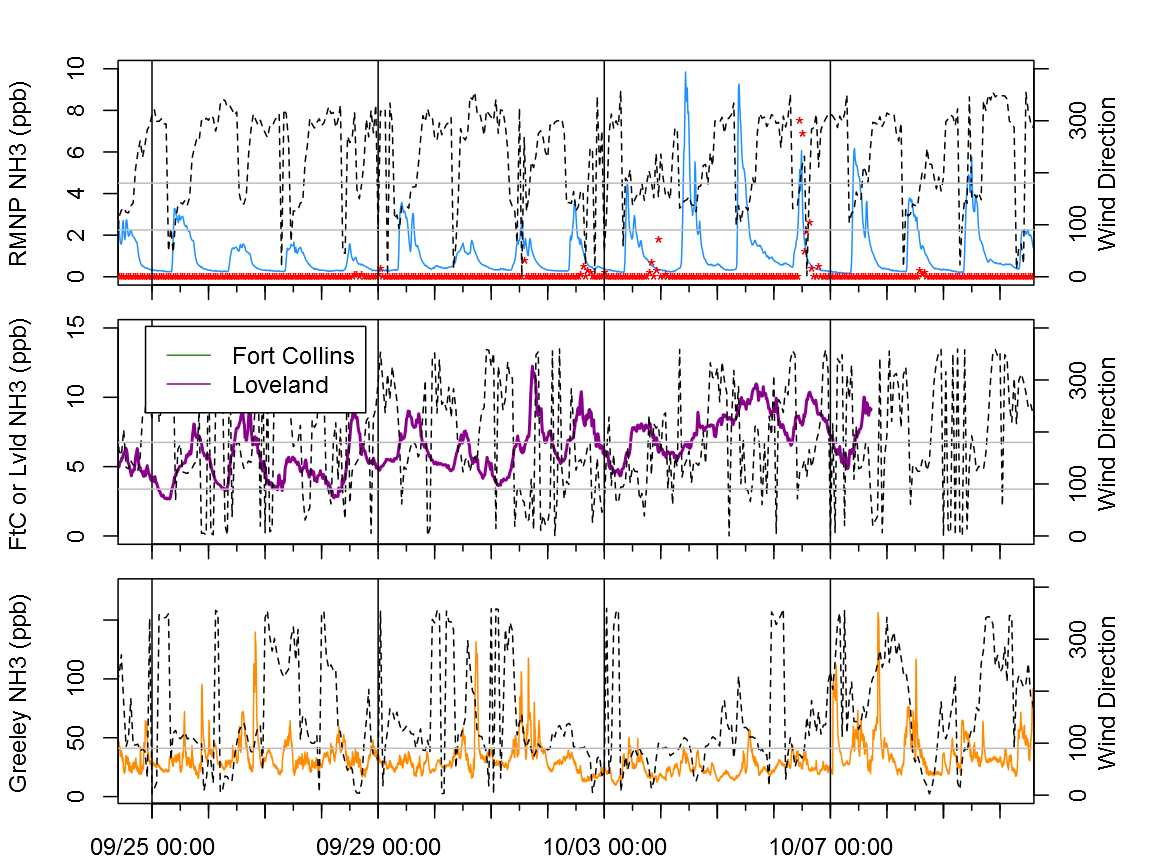 RMNP NH3 (ppb)
0 2 4 6 8 10
0 100 300
Wind Direction
FtC or Lvld NH3 (ppb)
0 5 10 15
Fort Collins
Loveland
0 100 300
Wind Direction
Greeley NH3 (ppb)
0 50 100
0 100 300
Wind Direction
09/25 00:00 09/29 00:00 10/03 00:00 10/07 00:00